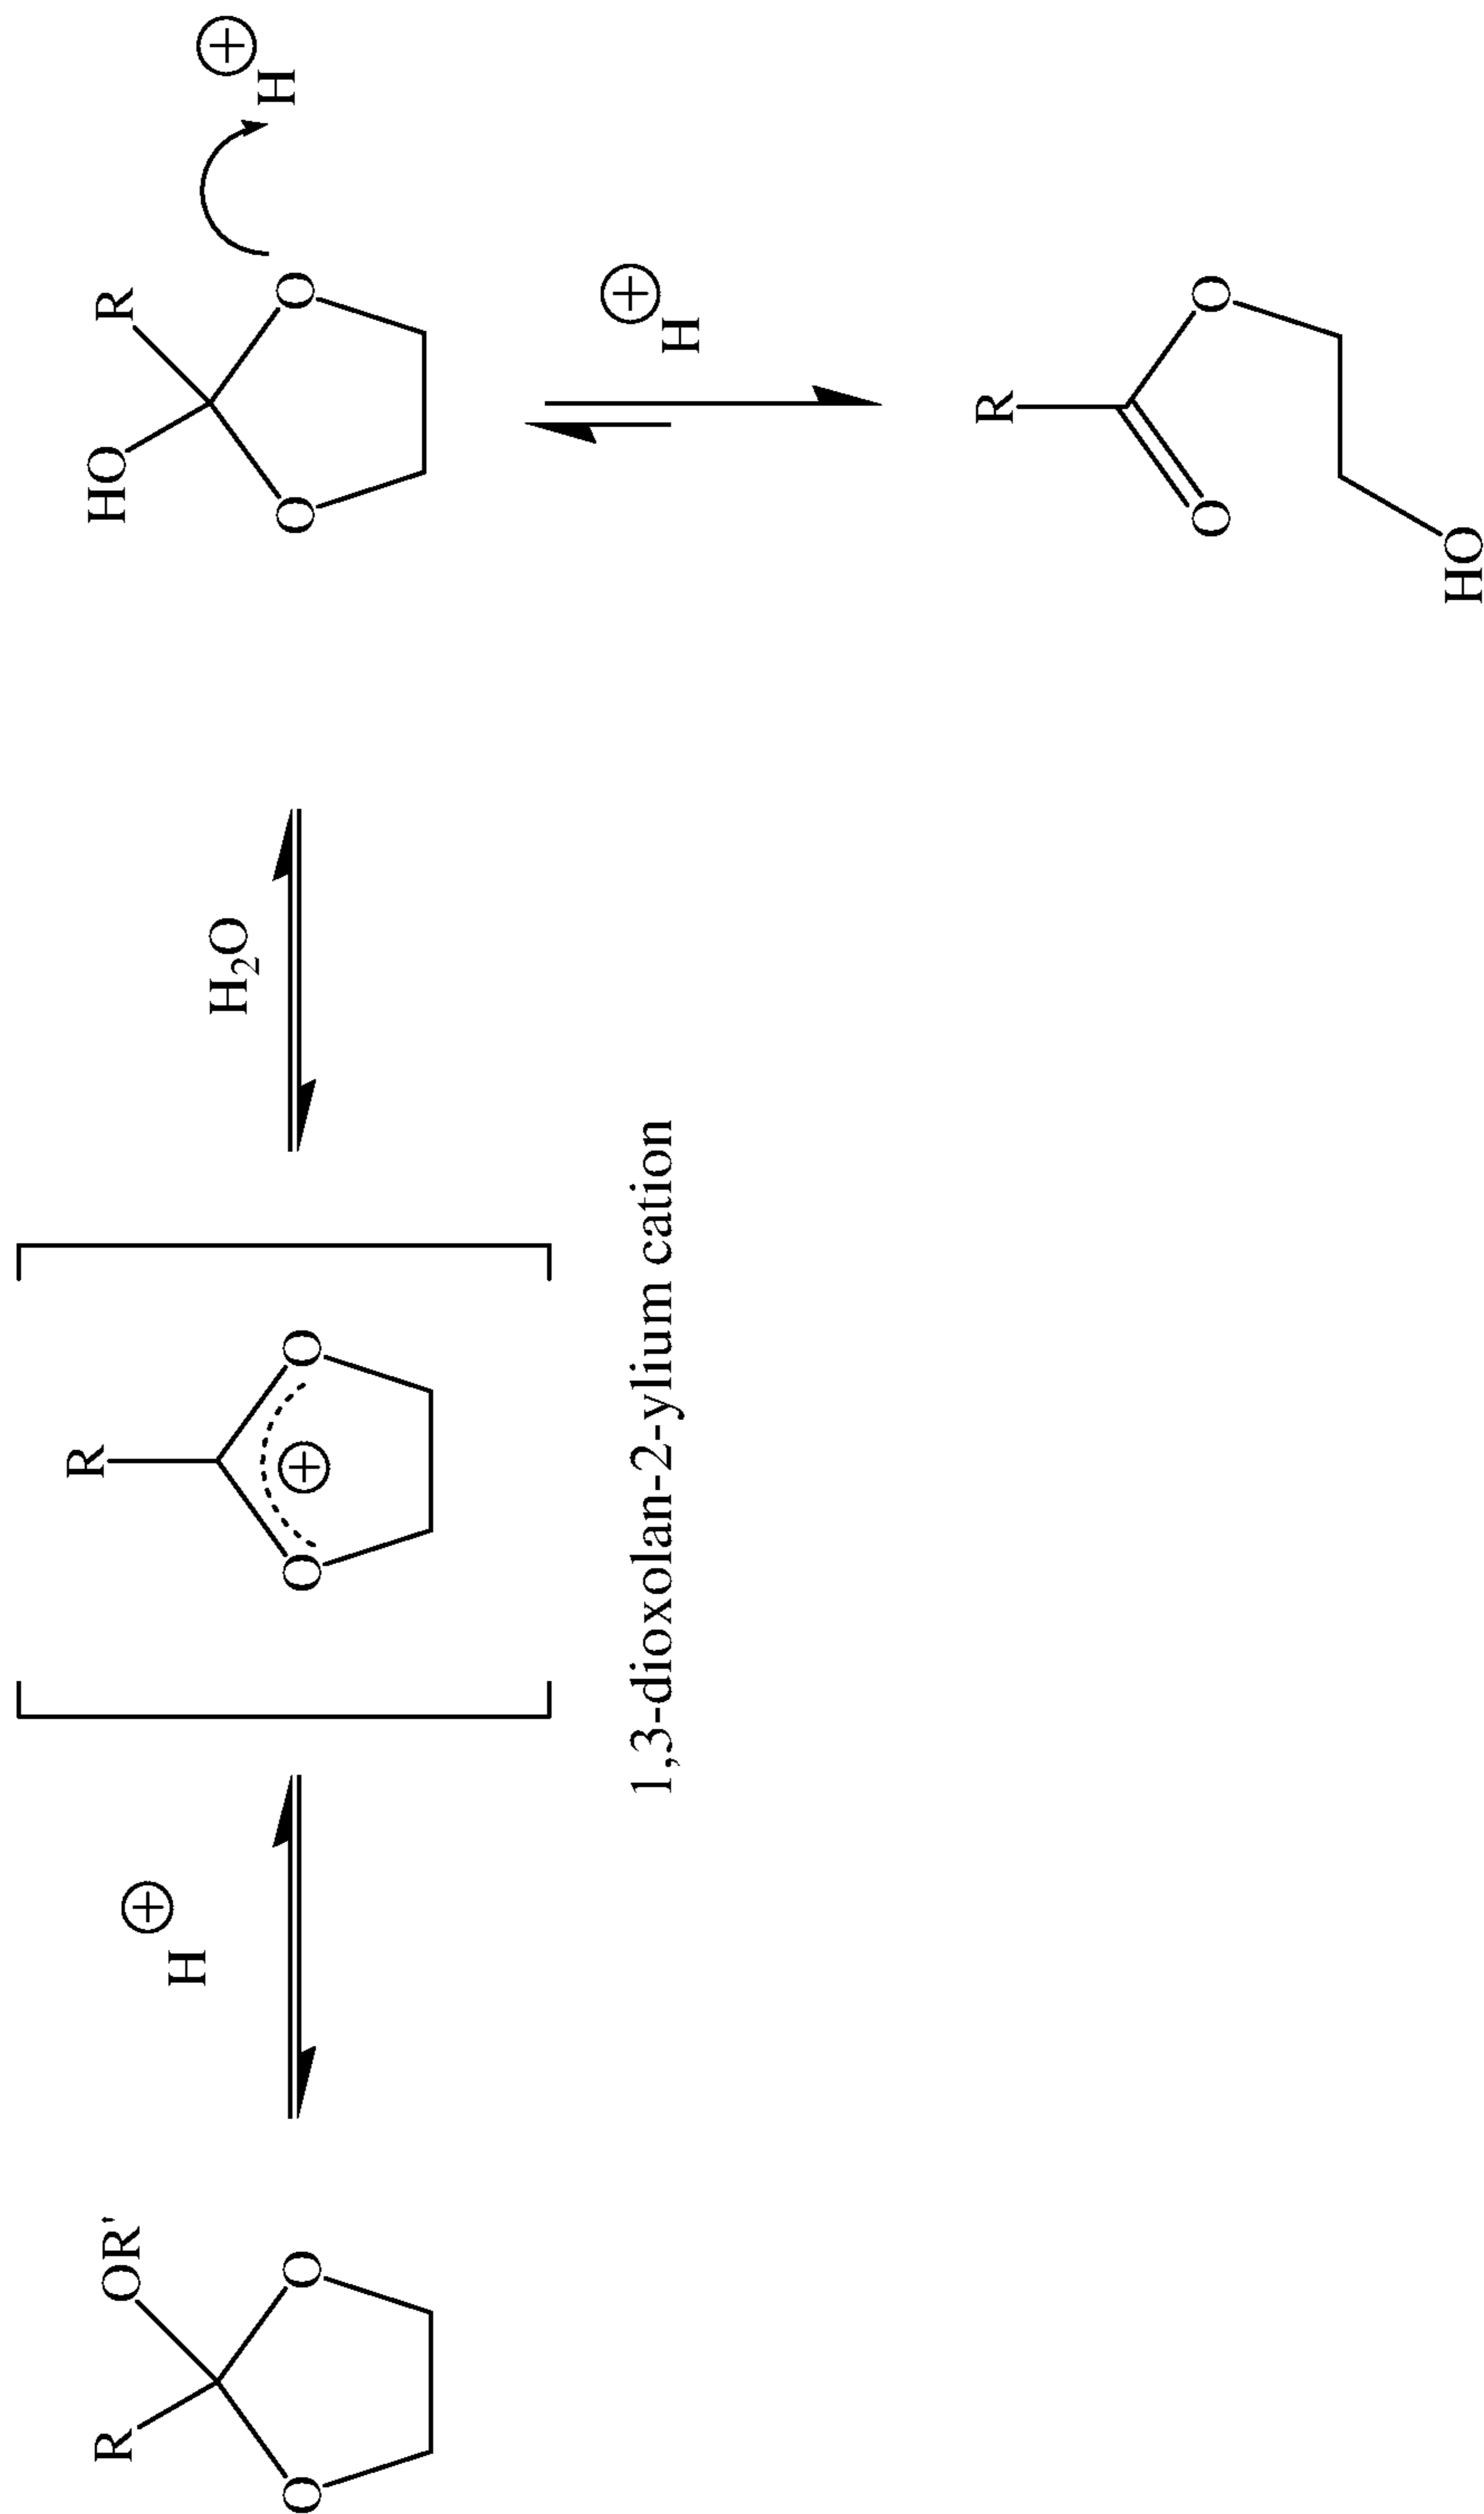 R
OR'
O
O
H
+
R
O
O
+
1,3-dioxolan-2-ylium cation
H₂O
HO
R
O
O
H
+
H
+
R
O
O
HO